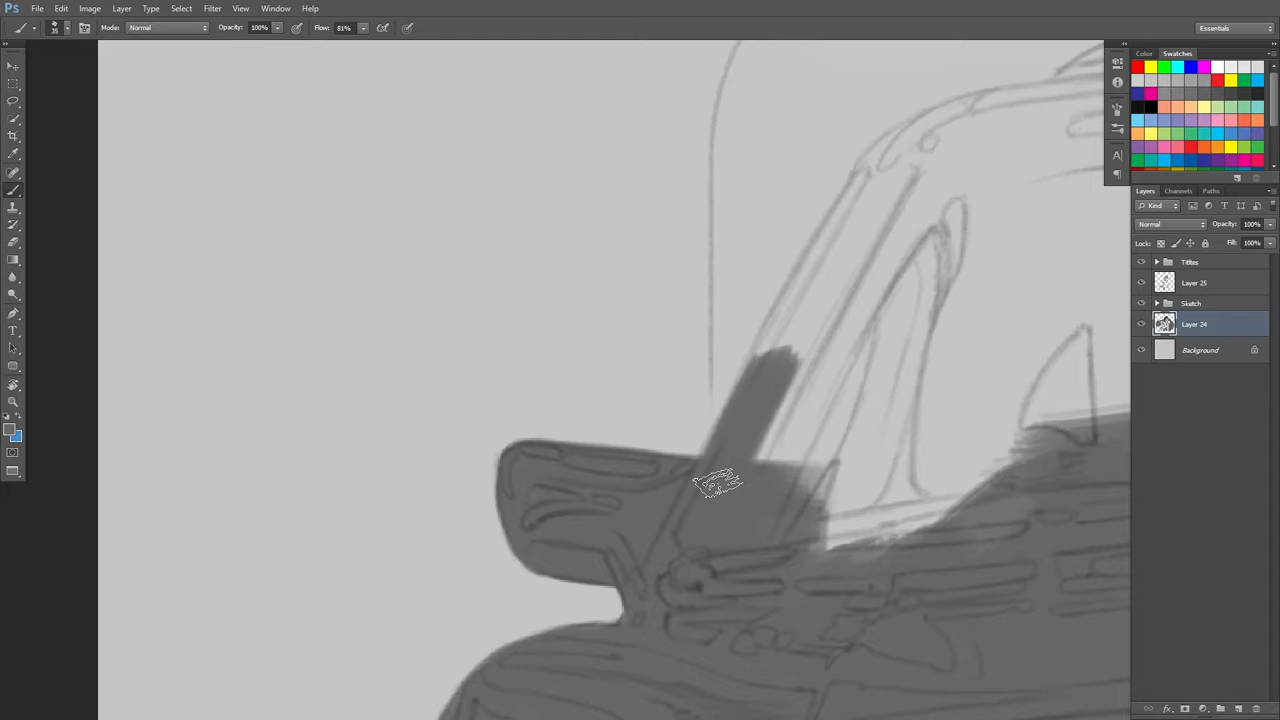 Ps File Edit Image Layer Type Select Filter View Window Help
35 Mode: Normal Opacity: 100% Flow: 81% Essentials
Color Swatches
Layers Channels Paths
Kind
Normal Opacity: 100%
Lock: Fill: 100%
Layer 25
Sketch
Layer 24
Background